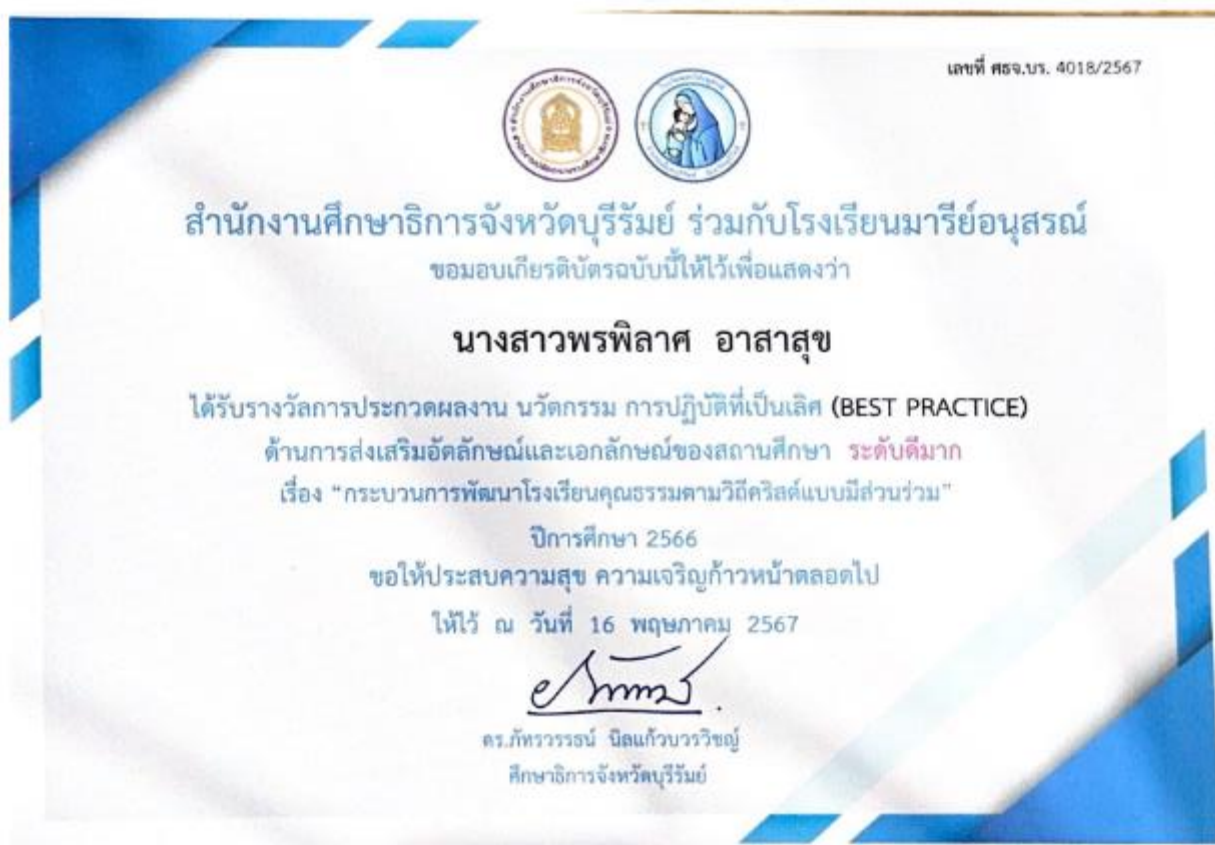 เลขที่ ศธจ.บร. 4018/2567
สำนักงานศึกษาธิการจังหวัดบุรีรัมย์ ร่วมกับโรงเรียนมารีย์อนุสรณ์
ขอมอบเกียรติบัตรฉบับนี้ให้ไว้เพื่อแสดงว่า
นางสาวพรพิลาศ อาสาสุข
ได้รับรางวัลการประกวดผลงาน นวัตกรรม การปฏิบัติที่เป็นเลิศ (BEST PRACTICE)
ด้านการส่งเสริมอัตลักษณ์และเอกลักษณ์ของสถานศึกษา ระดับดีมาก
เรื่อง "กระบวนการพัฒนาโรงเรียนคุณธรรมตามวิถีคริสต์แบบมีส่วนร่วม"
ปีการศึกษา 2566
ขอให้ประสบความสุข ความเจริญก้าวหน้าตลอดไป
ให้ไว้ ณ วันที่ 16 พฤษภาคม 2567
ดร.ภัทรวรรธน์ นิลแก้วบวรวิชญ์
ศึกษาธิการจังหวัดบุรีรัมย์